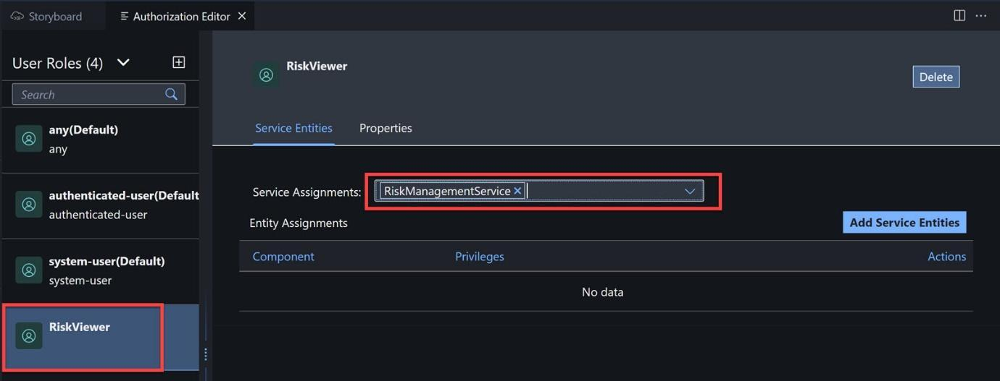 Storyboard
Authorization Editor
User Roles (4)
Search
any(Default)
any
authenticated-user(Default
authenticated-user
system-user(Default)
system-user
RiskViewer
RiskViewer
Delete
Service Entities
Properties
Service Assignments:
RiskManagementService
Entity Assignments
Add Service Entities
Component
Privileges
Actions
No data